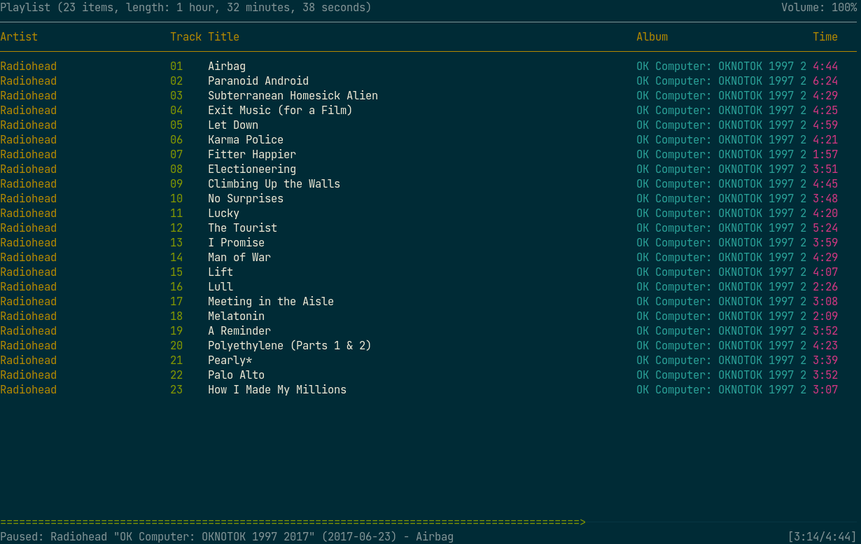 Playlist (23 items, length: 1 hour, 32 minutes, 38 seconds) Volume: 100%
Artist Track Title Album Time
Radiohead 01 Airbag OK Computer: OKNOTOK 1997 2 4:44
Radiohead 02 Paranoid Android OK Computer: OKNOTOK 1997 2 6:24
Radiohead 03 Subterranean Homesick Alien OK Computer: OKNOTOK 1997 2 4:29
Radiohead 04 Exit Music (for a Film) OK Computer: OKNOTOK 1997 2 4:25
Radiohead 05 Let Down OK Computer: OKNOTOK 1997 2 4:59
Radiohead 06 Karma Police OK Computer: OKNOTOK 1997 2 4:21
Radiohead 07 Fitter Happier OK Computer: OKNOTOK 1997 2 1:57
Radiohead 08 Electioneering OK Computer: OKNOTOK 1997 2 3:51
Radiohead 09 Climbing Up the Walls OK Computer: OKNOTOK 1997 2 4:45
Radiohead 10 No Surprises OK Computer: OKNOTOK 1997 2 3:48
Radiohead 11 Lucky OK Computer: OKNOTOK 1997 2 4:20
Radiohead 12 The Tourist OK Computer: OKNOTOK 1997 2 5:24
Radiohead 13 I Promise OK Computer: OKNOTOK 1997 2 3:59
Radiohead 14 Man of War OK Computer: OKNOTOK 1997 2 4:29
Radiohead 15 Lift OK Computer: OKNOTOK 1997 2 4:07
Radiohead 16 Lull OK Computer: OKNOTOK 1997 2 2:26
Radiohead 17 Meeting in the Aisle OK Computer: OKNOTOK 1997 2 3:08
Radiohead 18 Melatonin OK Computer: OKNOTOK 1997 2 2:09
Radiohead 19 A Reminder OK Computer: OKNOTOK 1997 2 3:52
Radiohead 20 Polyethylene (Parts 1 & 2) OK Computer: OKNOTOK 1997 2 4:23
Radiohead 21 Pearly* OK Computer: OKNOTOK 1997 2 3:39
Radiohead 22 Palo Alto OK Computer: OKNOTOK 1997 2 3:52
Radiohead 23 How I Made My Millions OK Computer: OKNOTOK 1997 2 3:07
============================================================================================>
Paused: Radiohead "OK Computer: OKNOTOK 1997 2017" (2017-06-23) - Airbag [3:14/4:44]